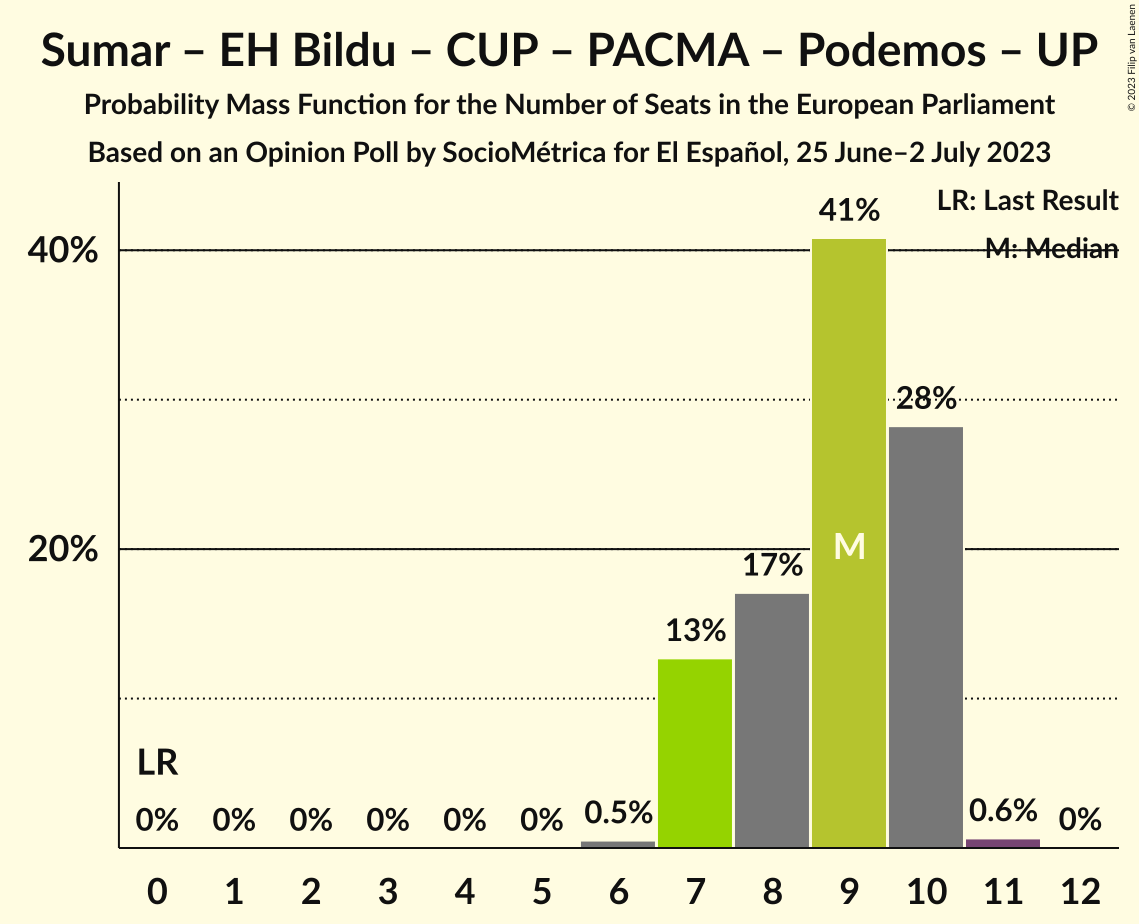 Sumar – EH Bildu – CUP – PACMA – Podemos – UP
Probability Mass Function for the Number of Seats in the European Parliament
Based on an Opinion Poll by SocioMétrica for El Español, 25 June–2 July 2023
© 2023 Filip van Laenen
LR: Last Result
M: Median
40%
20%
41%
28%
17%
13%
M
LR
0% 0% 0% 0% 0% 0% 0.5% 0.6% 0%
0 1 2 3 4 5 6 7 8 9 10 11 12